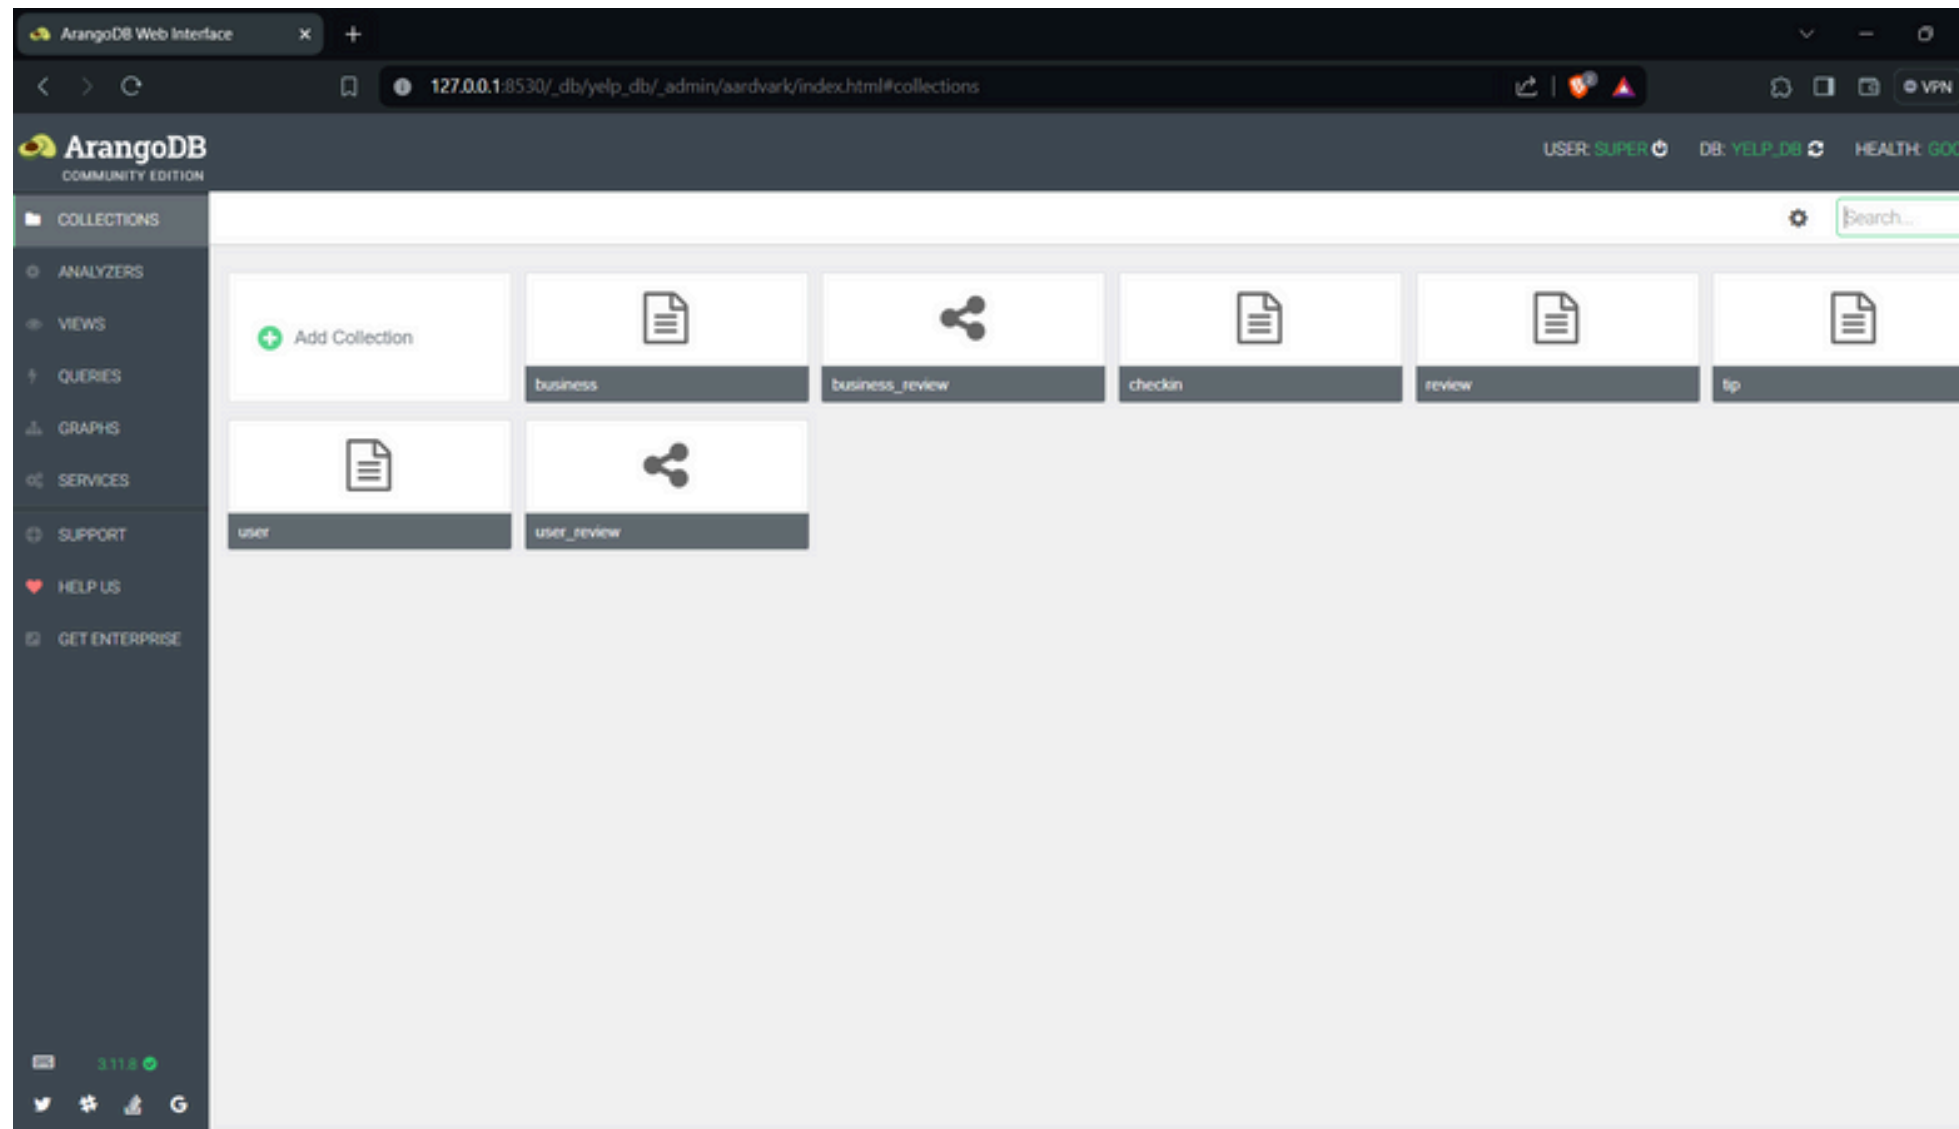 ArangoDB Web Interface
127.0.0.1:8530/_db/yelp_db/_admin/aardvark/index.html#collections
VPN
ArangoDB
COMMUNITY EDITION
USER: SUPER DB: YELP_DB HEALTH: GOO
COLLECTIONS
Search...
ANALYZERS
VIEWS
QUERIES
GRAPHS
SERVICES
SUPPORT
HELP US
GET ENTERPRISE
Add Collection
business
business_review
checkin
review
tip
user
user_review
3.11.8